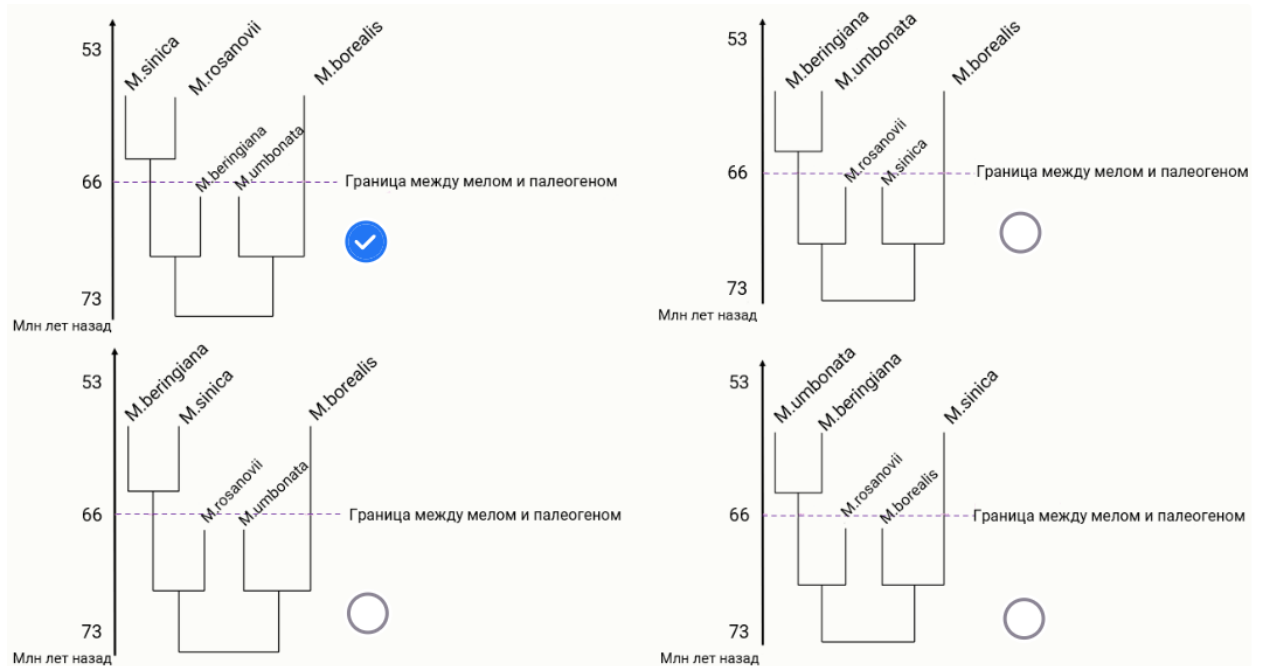 53
M.sinica
M.rosanovii
M.borealis
M.beringiana
M.umbonata
66
Граница между мелом и палеогеном
73
Млн лет назад
53
M.beringiana
M.umbonata
M.borealis
M.rosanovii
M.sinica
66
Граница между мелом и палеогеном
73
Млн лет назад
53
M.beringiana
M.sinica
M.borealis
M.rosanovii
M.umbonata
66
Граница между мелом и палеогеном
73
Млн лет назад
53
M.umbonata
M.beringiana
M.sinica
M.rosanovii
M.borealis
66
Граница между мелом и палеогеном
73
Млн лет назад